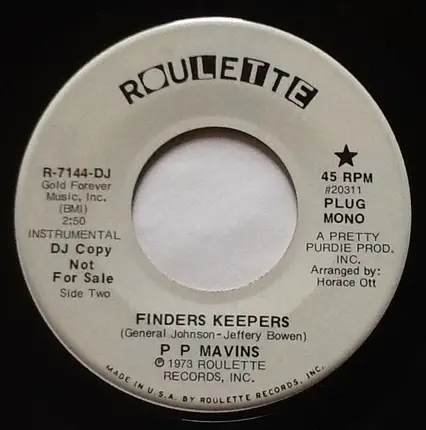 ROULETTE
R-7144-DJ
Gold Forever
Music, Inc.
(BMI)
2:50
INSTRUMENTAL
DJ Copy
Not
For Sale
Side Two
45 RPM
#20311
PLUG
MONO
A PRETTY
PURDIE PROD.
INC.
Arranged by:
Horace Ott
FINDERS KEEPERS
(General Johnson-Jeffery Bowen)
P P MAVINS
℗ 1973 ROULETTE
RECORDS, INC.
MADE IN U.S.A. BY ROULETTE RECORDS, INC.